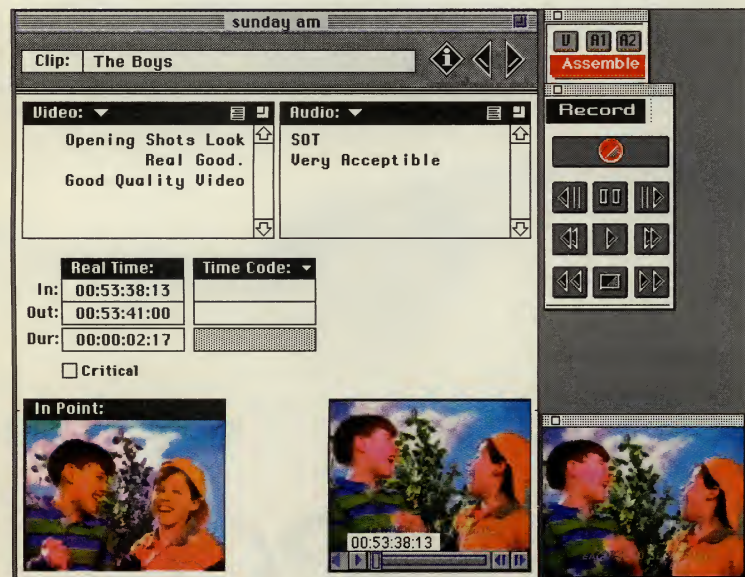 sunday am
Clip: The Boys
Video:
Opening Shots Look
Real Good.
Good Quality Video
Audio:
SOT
Very Acceptible
Real Time: Time Code:
In: 00:53:38:13
Out: 00:53:41:00
Dur: 00:00:02:17
Critical
In Point:
00:53:38:13
V A1 A2
Assemble
Record